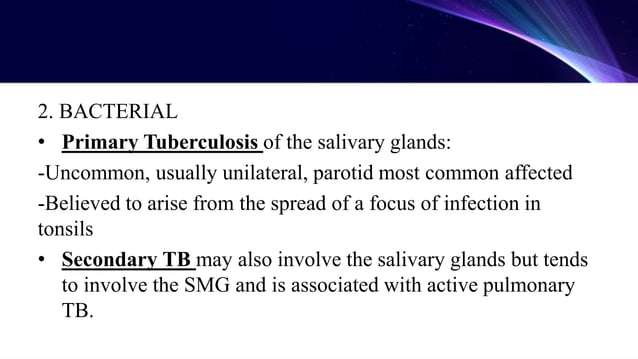 2. BACTERIAL
• Primary Tuberculosis of the salivary glands:
-Uncommon, usually unilateral, parotid most common affected
-Believed to arise from the spread of a focus of infection in
tonsils
• Secondary TB may also involve the salivary glands but tends
to involve the SMG and is associated with active pulmonary
TB.